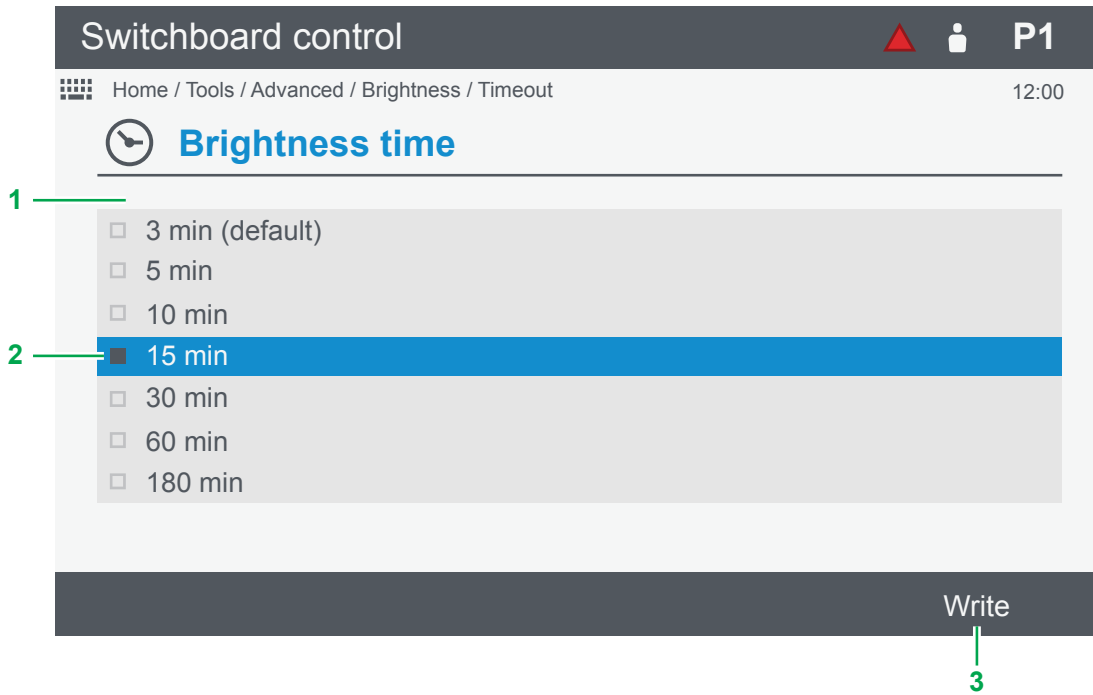 Switchboard control P1
Home / Tools / Advanced / Brightness / Timeout 12:00
Brightness time
1
3 min (default)
5 min
10 min
2 15 min
30 min
60 min
180 min
Write
3